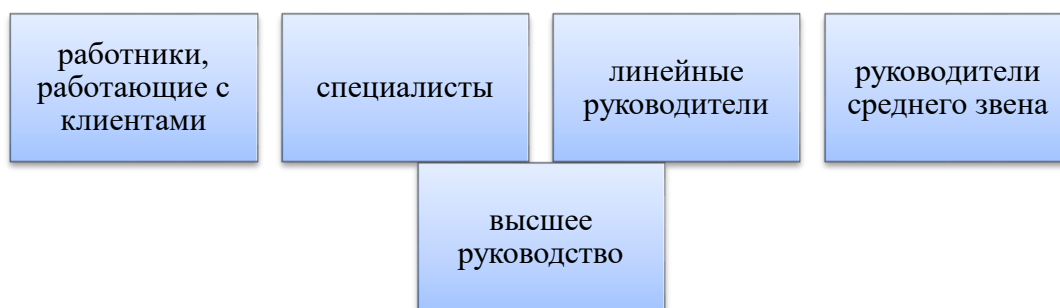 работники,
работающие с
клиентами
специалисты
линейные
руководители
руководители
среднего звена
высшее
руководство